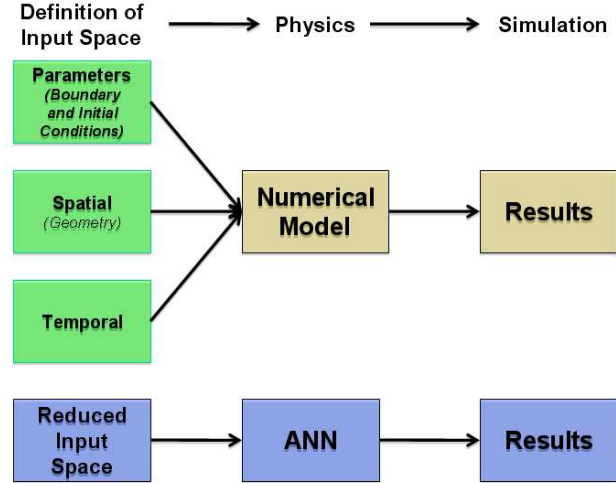 Definition of
Input Space
Physics
Simulation
Parameters
(Boundary
and Initial
Conditions)
Spatial
(Geometry)
Temporal
Numerical
Model
Results
Reduced
Input
Space
ANN
Results